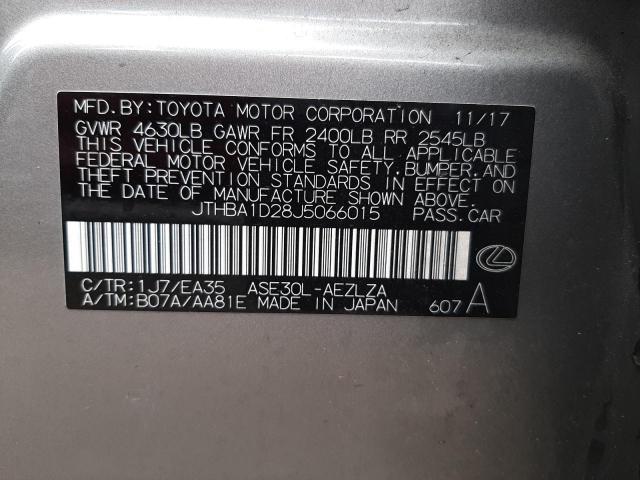 MFD. BY: TOYOTA MOTOR CORPORATION 11/17
GVWR 4630LB GAWR FR 2400LB RR 2545LB
THIS VEHICLE CONFORMS TO ALL APPLICABLE
FEDERAL MOTOR VEHICLE SAFETY, BUMPER, AND
THEFT PREVENTION STANDARDS IN EFFECT ON
THE DATE OF MANUFACTURE SHOWN ABOVE.
JTHBA1D28J5066015 PASS. CAR
C/TR: 1J7/EA35 ASE30L-AEZLZA
A/TM: B07A/AA81E MADE IN JAPAN 607 A